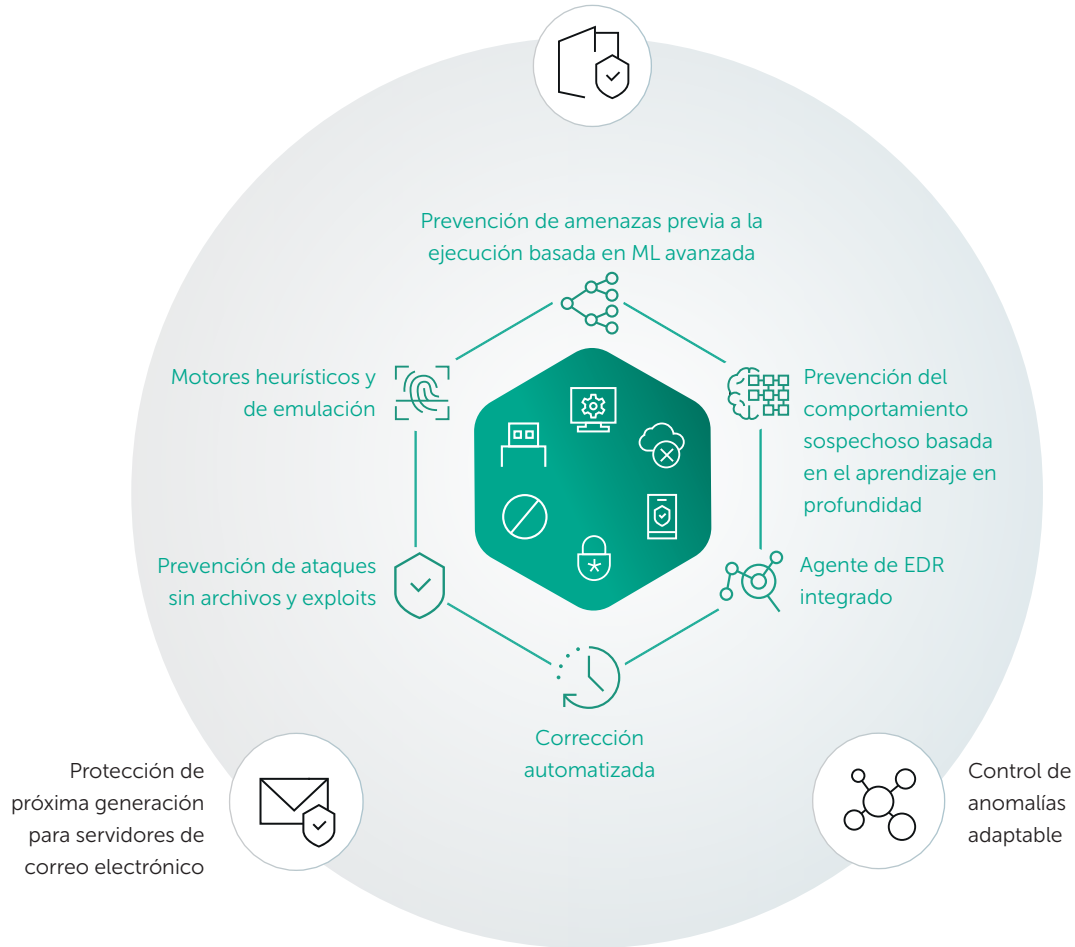 Prevención de amenazas previa a la
ejecución basada en ML avanzada
Motores heurísticos y
de emulación
Prevención del
comportamiento
sospechoso basada
en el aprendizaje en
profundidad
Prevención de ataques
sin archivos y exploits
Agente de EDR
integrado
Corrección
automatizada
Protección de
próxima generación
para servidores de
correo electrónico
Control de
anomalías
adaptable